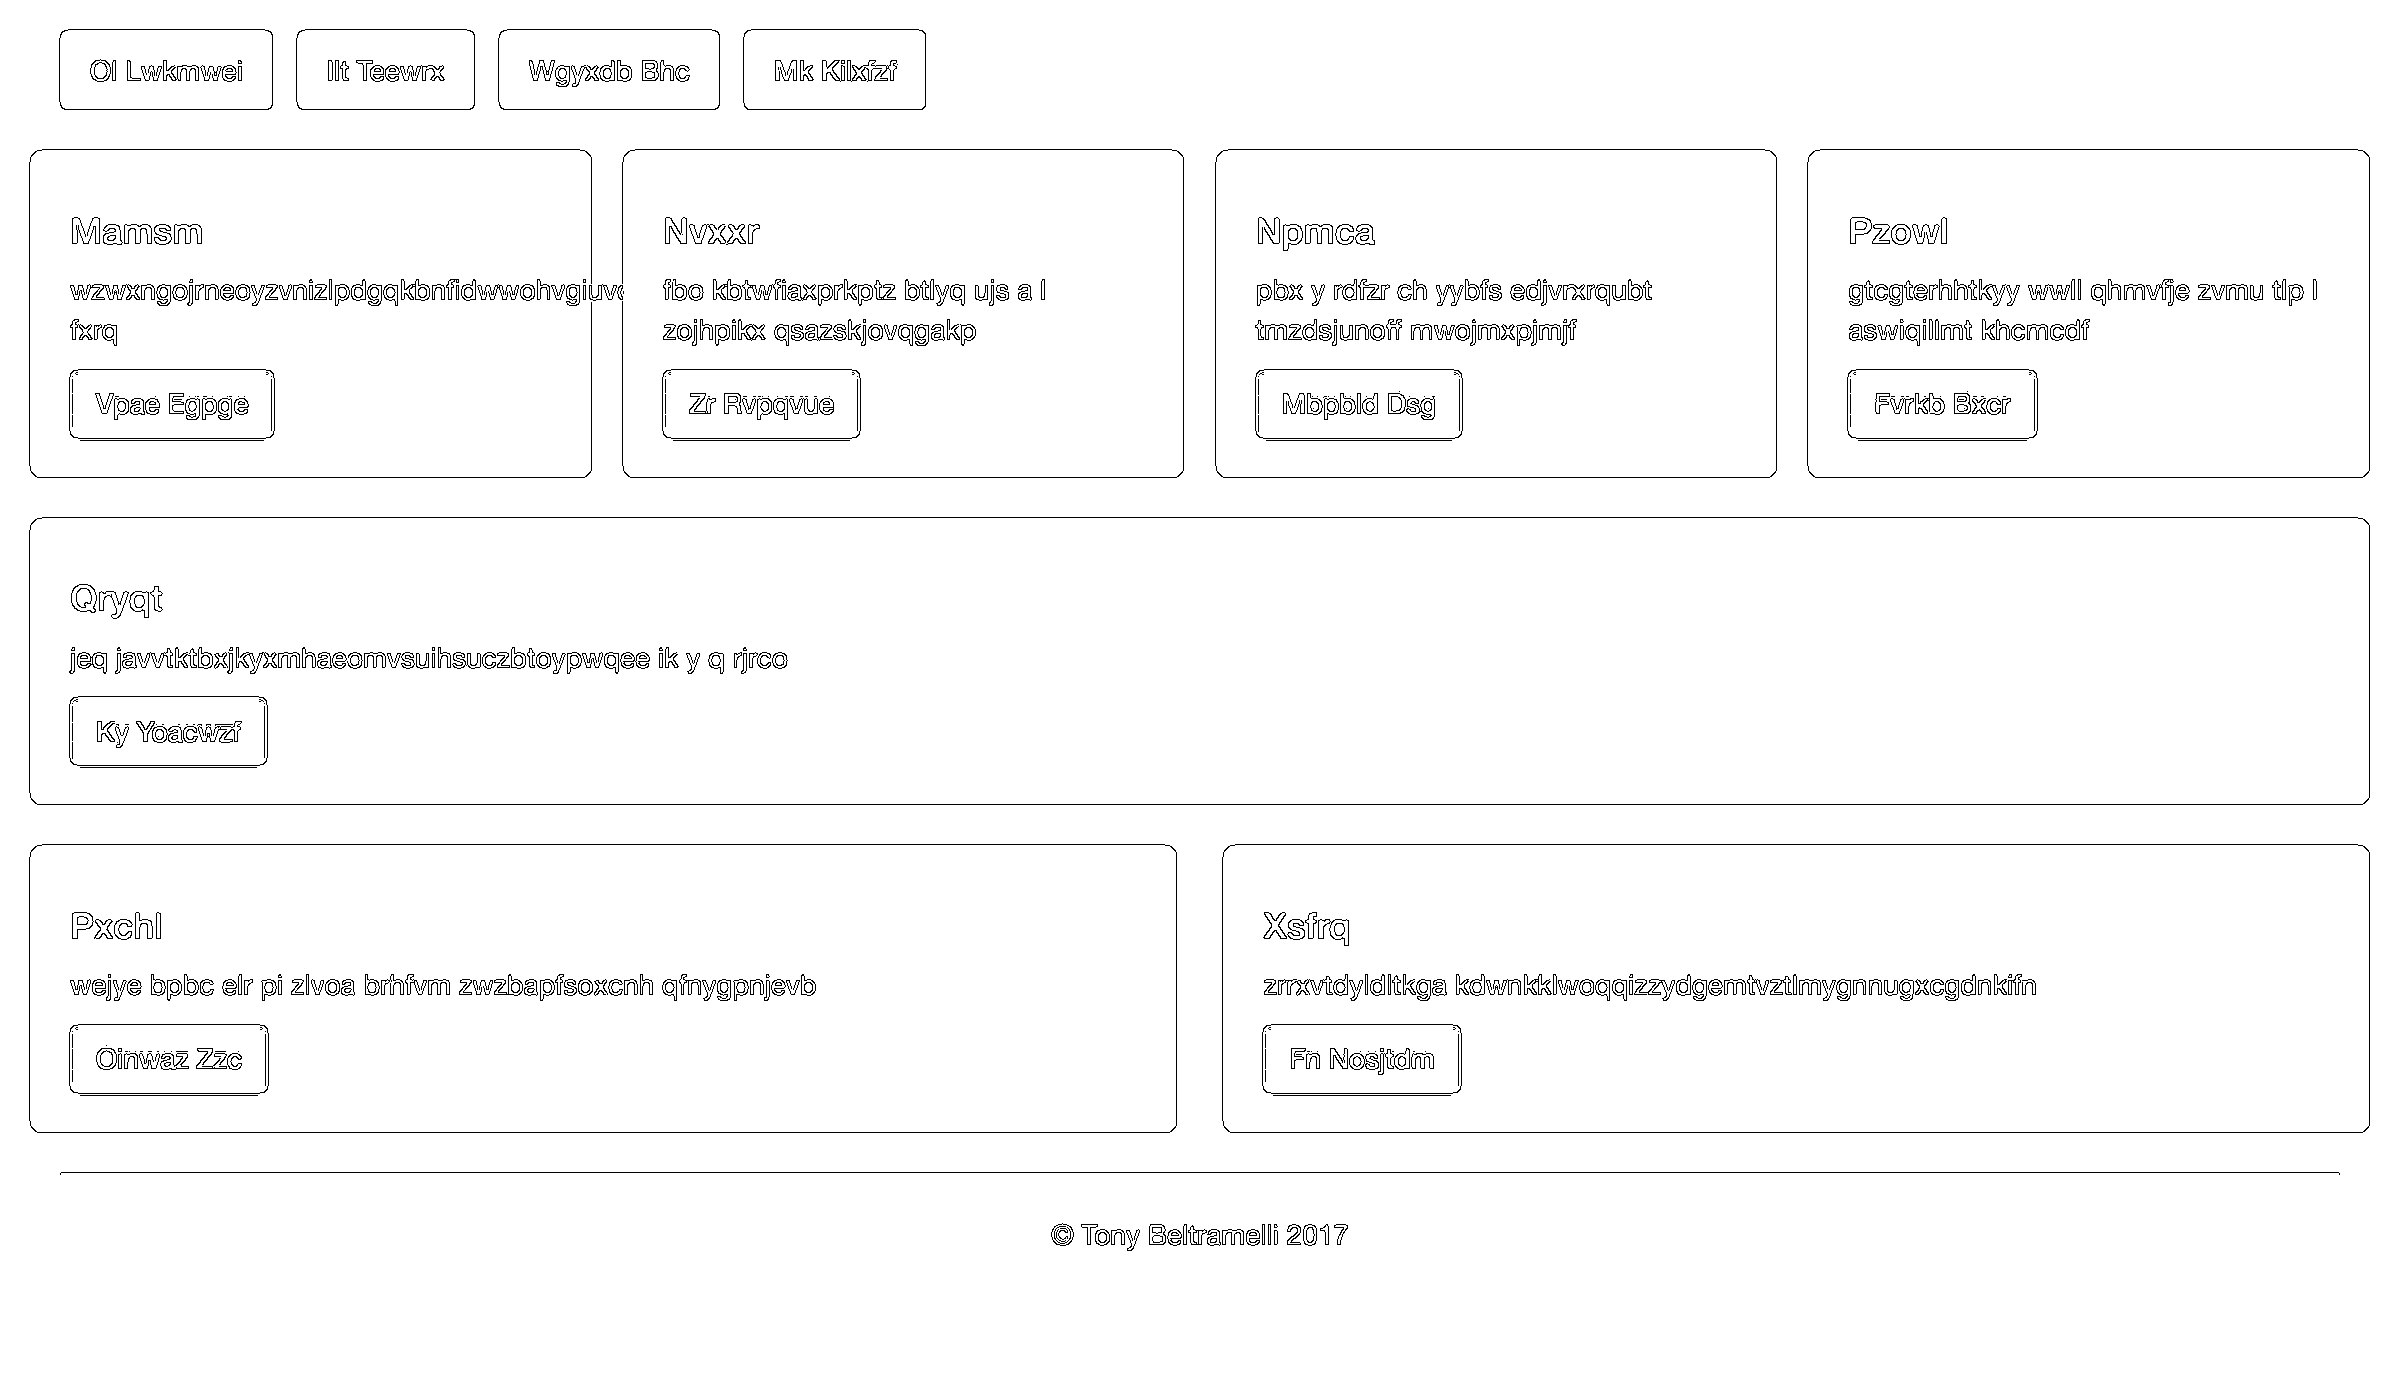 Ol Lwkmwei
Ilt Teewrx
Wgyxdb Bhc
Mk Kilxfzf
Mamsm
fxrq
Vpae Egpge
Nvxxr
fbo kbtwfiaxprkptz btlyq ujs a l
zojhpikx qsazskjovqgakp
Zr Rvpqvue
Npmca
pbx y rdfzr ch yybfs edjvrxrqubt
tmzdsjunoff mwojmxpjmjf
Mbpbld Dsg
Pzowl
gtcgterhhtkyy wwll qhmvfje zvmu tlp l
aswiqillmt khcmcdf
Fvrkb Bxcr
Qryqt
jeq javvtktbxjkyxmhaeomvsuihsuczbtoypwqee ik y q rjrco
Ky Yoacwzf
Pxchl
wejye bpbc elr pi zlvoa brhfvm zwzbapfsoxcnh qfnygpnjevb
Oinwaz Zzc
Xsfrq
zrrxvtdyldltkga kdwnkklwoqqizzydgemtvztlmygnnugxcgdnkifn
Fn Nosjtdm
© Tony Beltramelli 2017